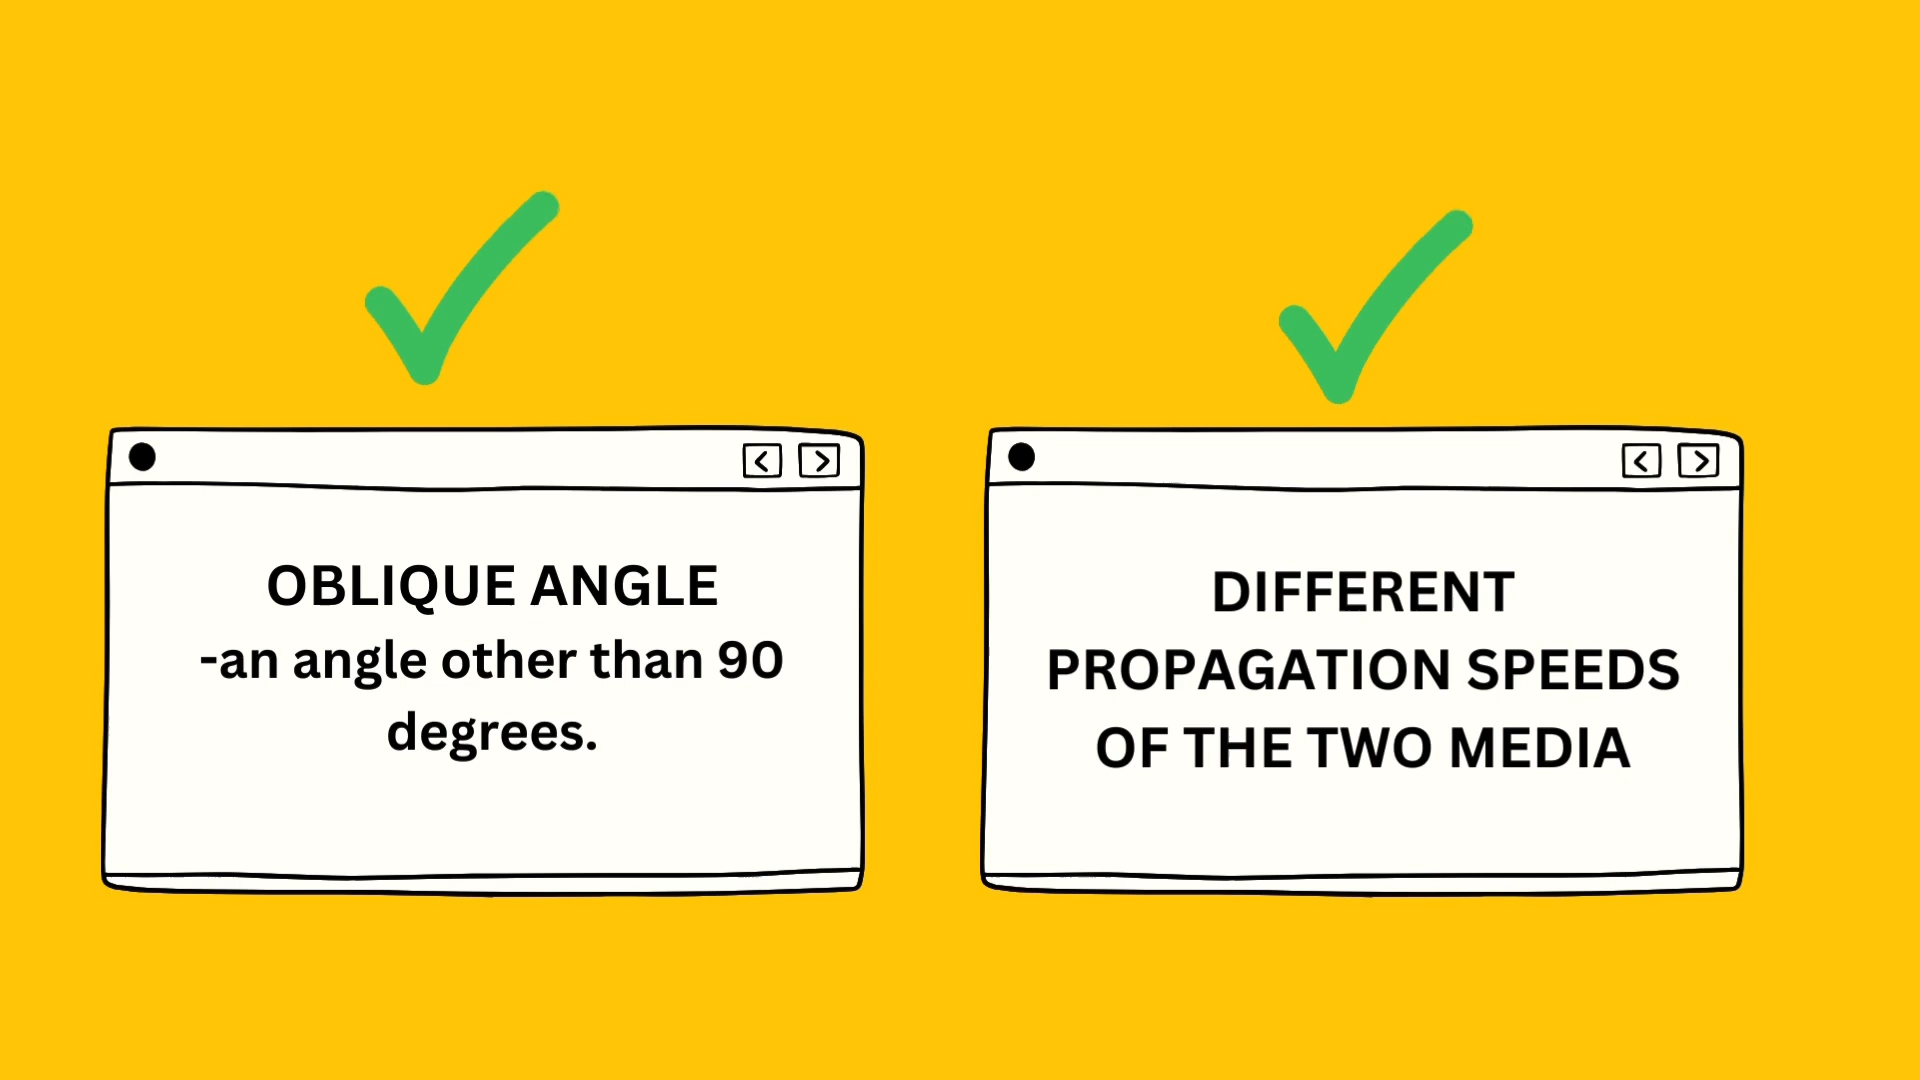 OBLIQUE ANGLE
-an angle other than 90
degrees.
DIFFERENT
PROPAGATION SPEEDS
OF THE TWO MEDIA